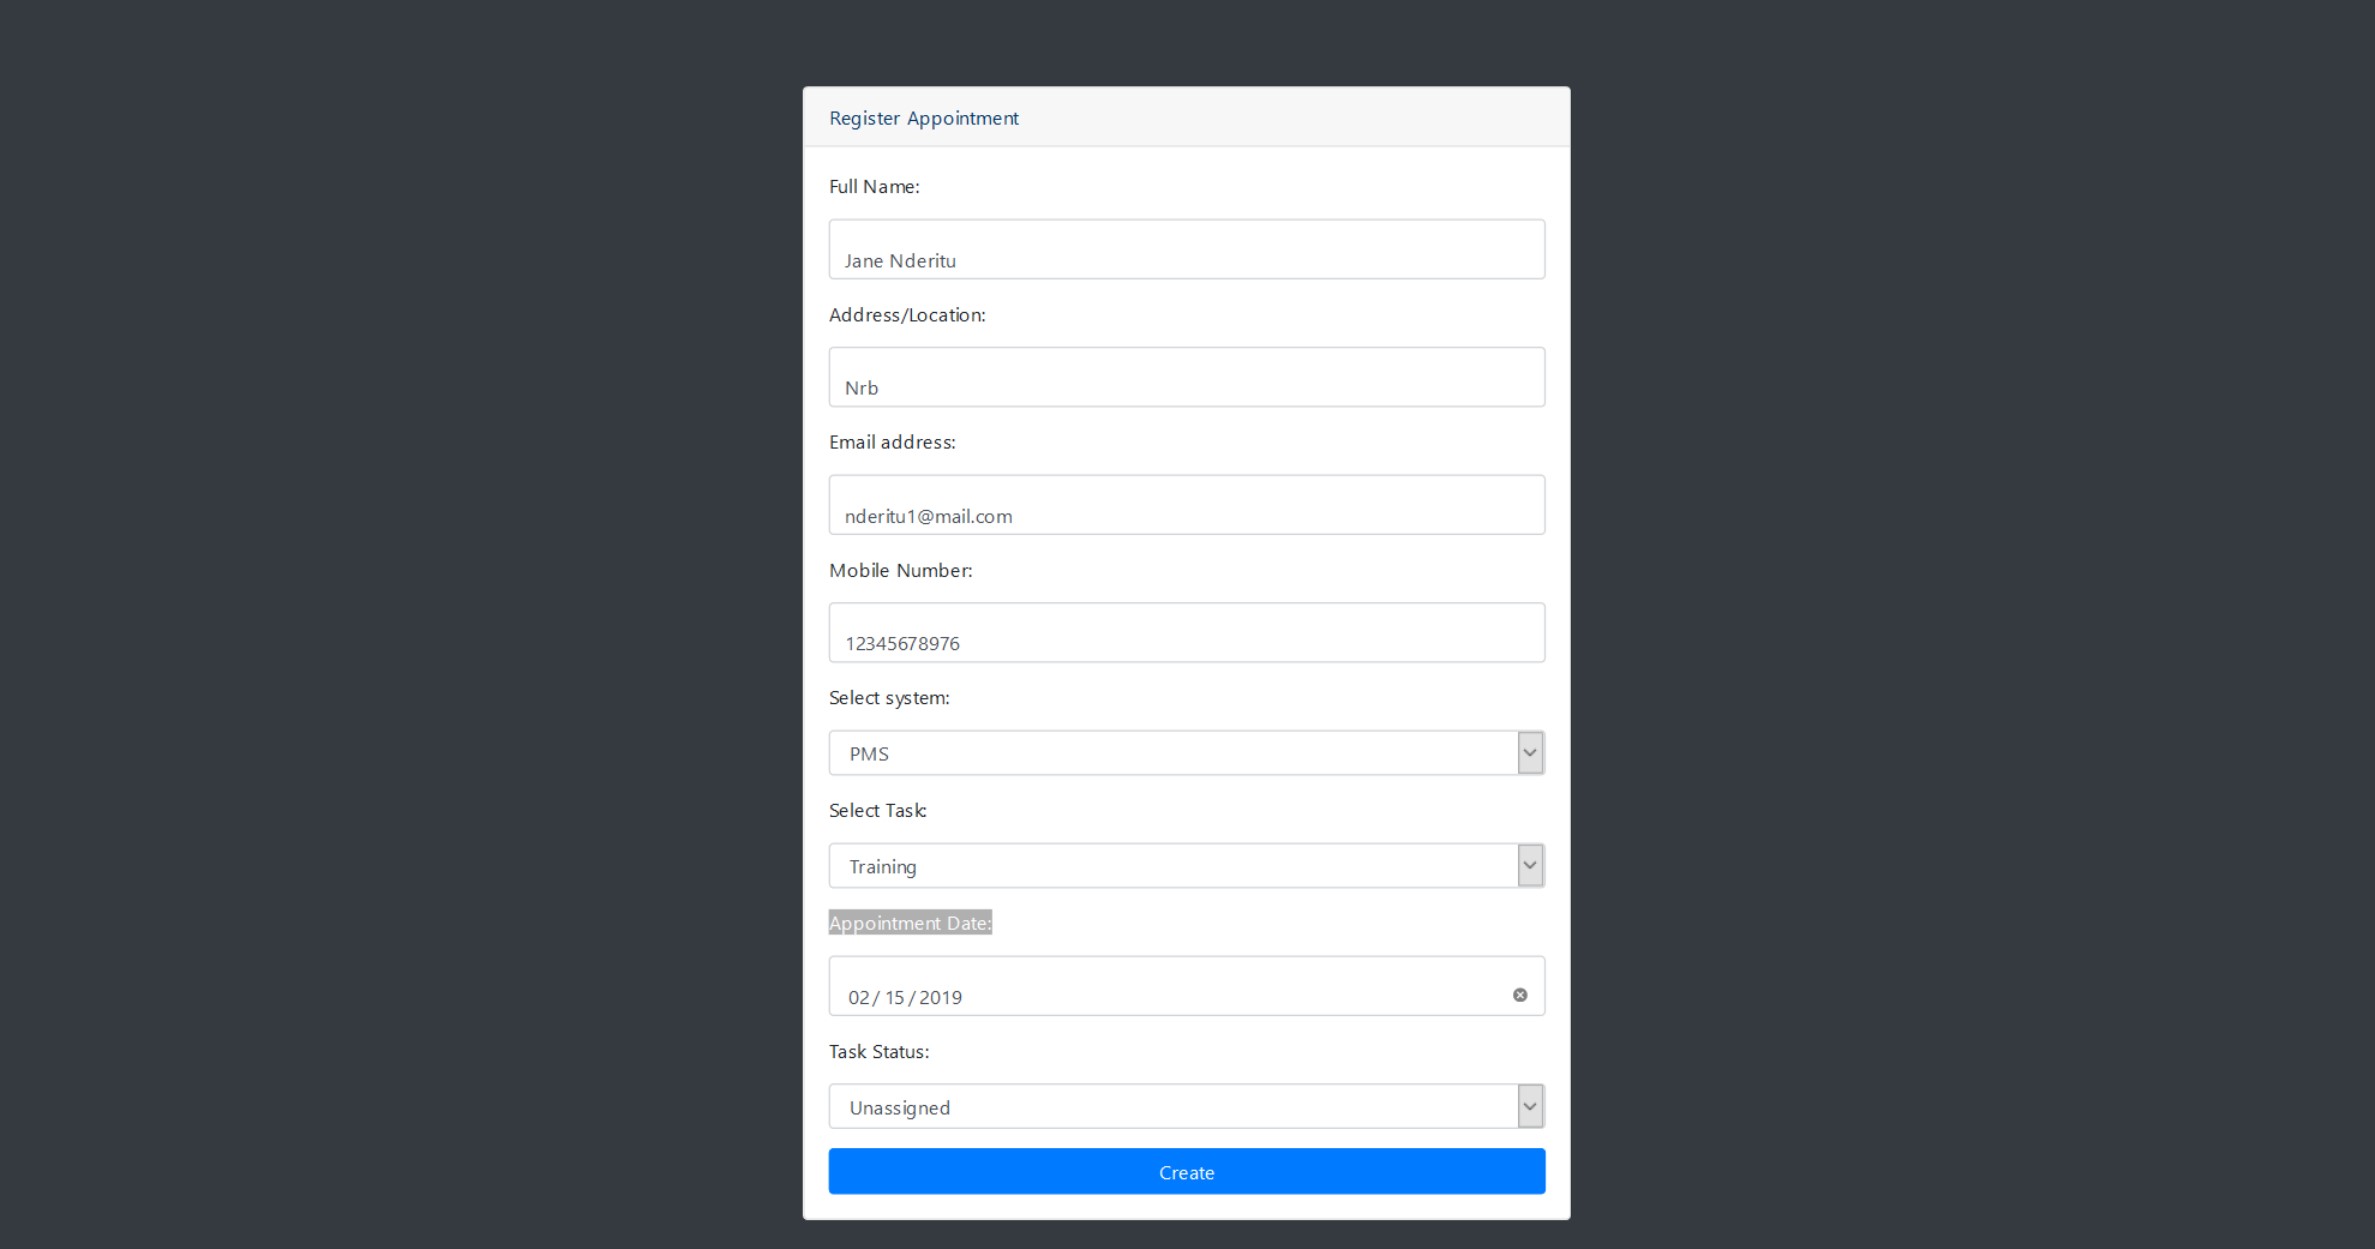 Register Appointment
Full Name:
Jane Nderitu
Address/Location:
Nrb
Email address:
nderitu1@mail.com
Mobile Number:
12345678976
Select system:
PMS
Select Task:
Training
Appointment Date:
02/15/2019
Task Status:
Unassigned
Create